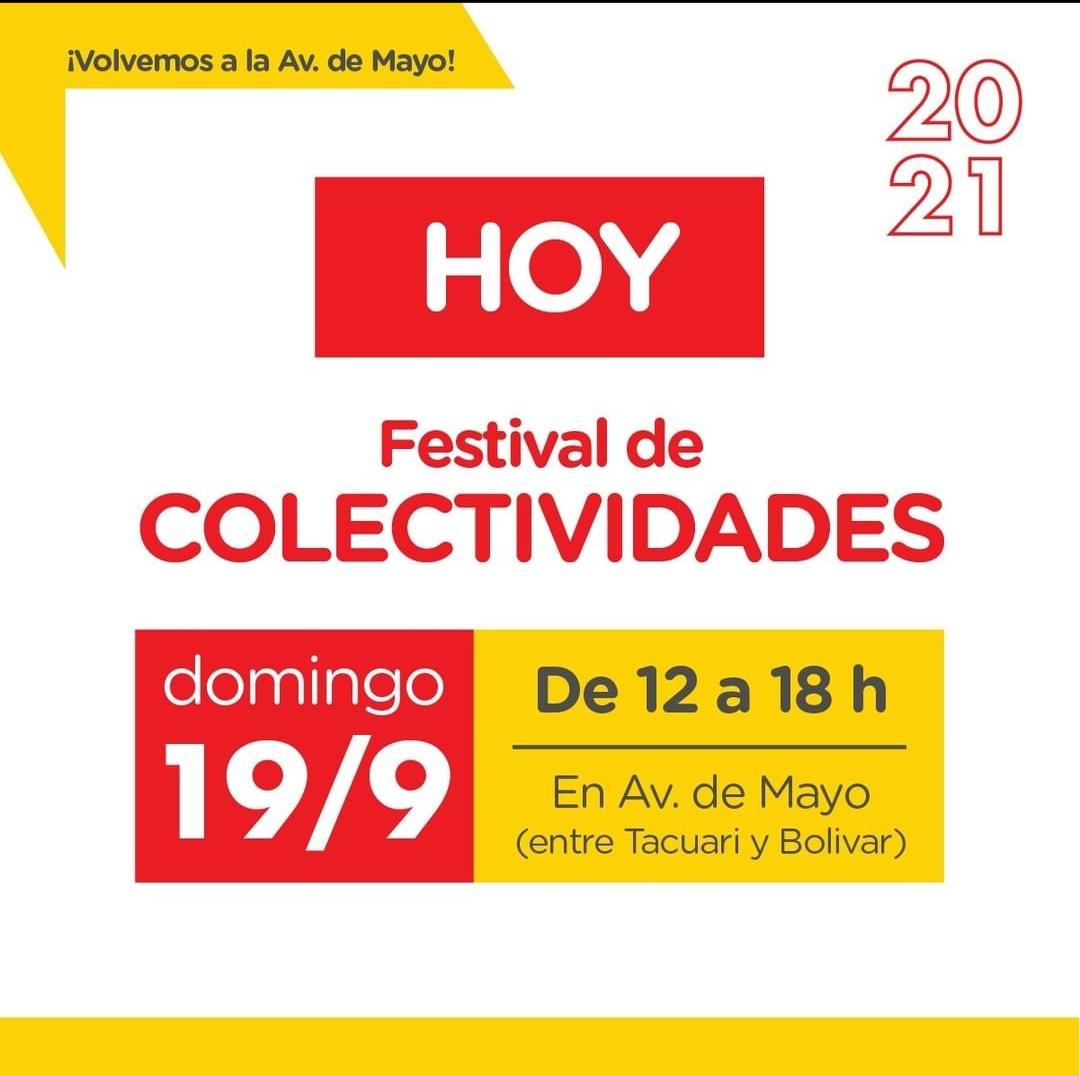 ¡Volvemos a la Av. de Mayo!
20
21
HOY
Festival de
COLECTIVIDADES
domingo
19/9
De 12 a 18 h
En Av. de Mayo
(entre Tacuari y Bolivar)